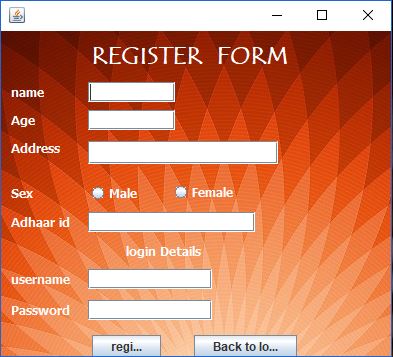 REGISTER FORM
name
Age
Address
Sex Male Female
Adhaar id
login Details
username
Password
regi... Back to lo...